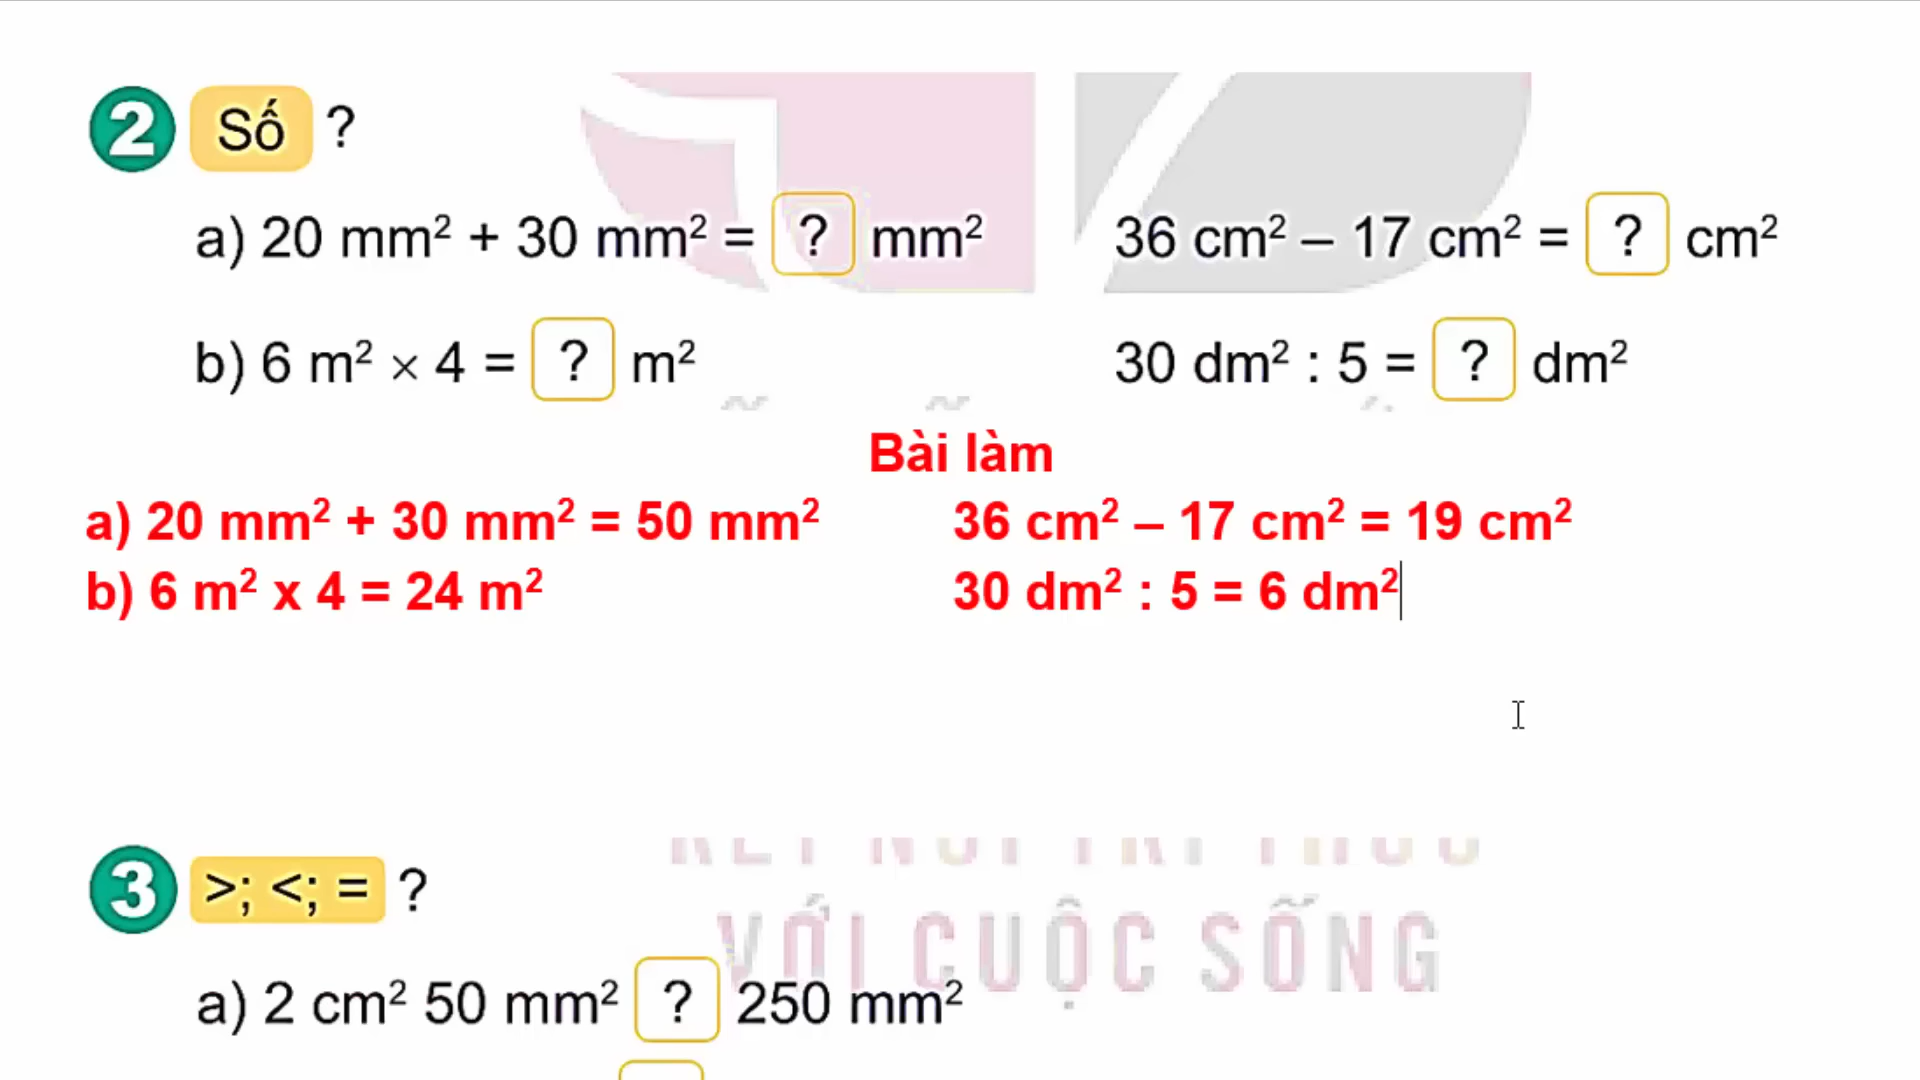 2 Số ?
a) 20 mm² + 30 mm² = ? mm² 36 cm² – 17 cm² = ? cm²
b) 6 m² × 4 = ? m² 30 dm² : 5 = ? dm²
Bài làm
a) 20 mm² + 30 mm² = 50 mm² 36 cm² – 17 cm² = 19 cm²
b) 6 m² x 4 = 24 m² 30 dm² : 5 = 6 dm²
3 >; <; = ?
VỚI CUỘC SỐNG
a) 2 cm² 50 mm² ? 250 mm²